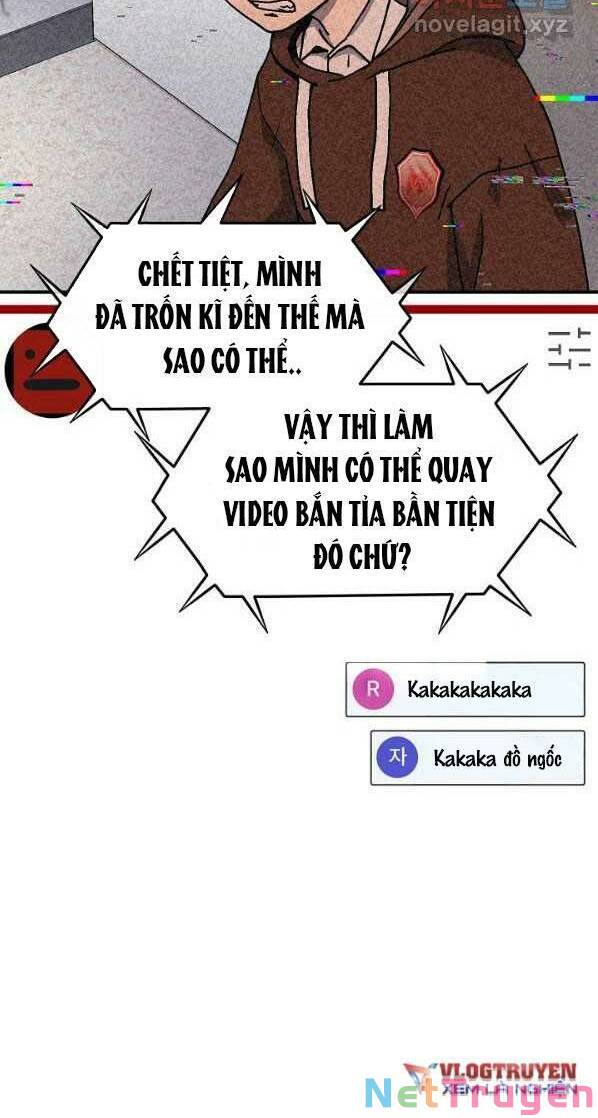 novelagit.xyz
CHẾT TIỆT, MÌNH
ĐÃ TRỐN KĨ ĐẾN THẾ MÀ
SAO CÓ THỂ..
VẬY THÌ LÀM
SAO MÌNH CÓ THỂ QUAY
VIDEO BẮN TỈA BẦN TIỆN
ĐÓ CHỨ?
R Kakakakakaka
자 Kakaka đồ ngốc
VLOGTRUYEN
XEM LÀ NGHIỆN
NetTruyen